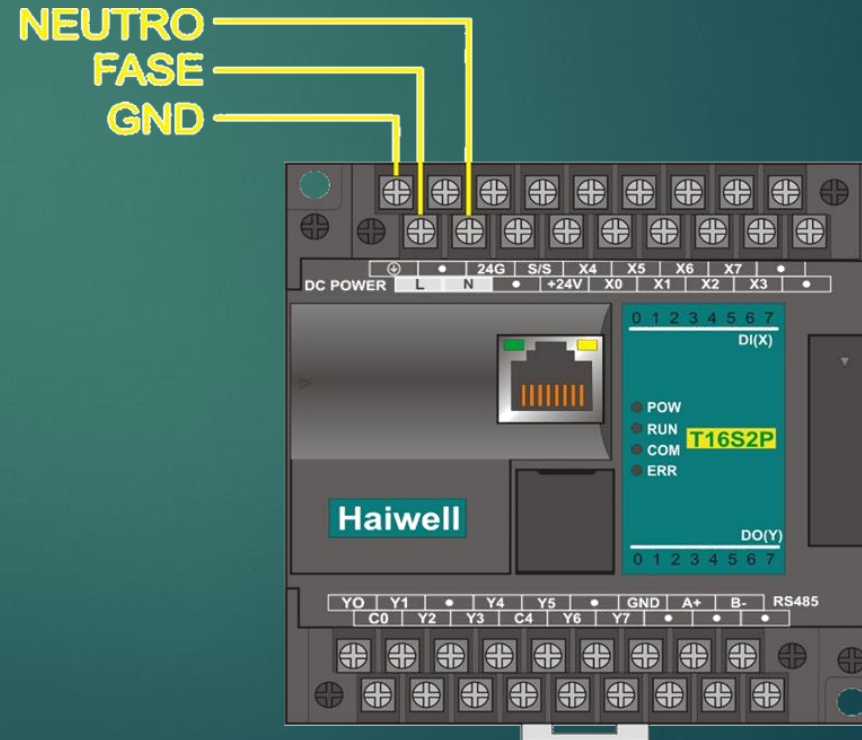 NEUTRO
FASE
GND
24G S/S X4 X5 X6 X7
DC POWER L N +24V X0 X1 X2 X3
0 1 2 3 4 5 6 7
DI(X)
POW
RUN
COM
ERR
T16S2P
Haiwell
DO(Y)
0 1 2 3 4 5 6 7
YO Y1 • Y4 Y5 • GND A+ B- RS485
C0 Y2 Y3 C4 Y6 Y7 • • •